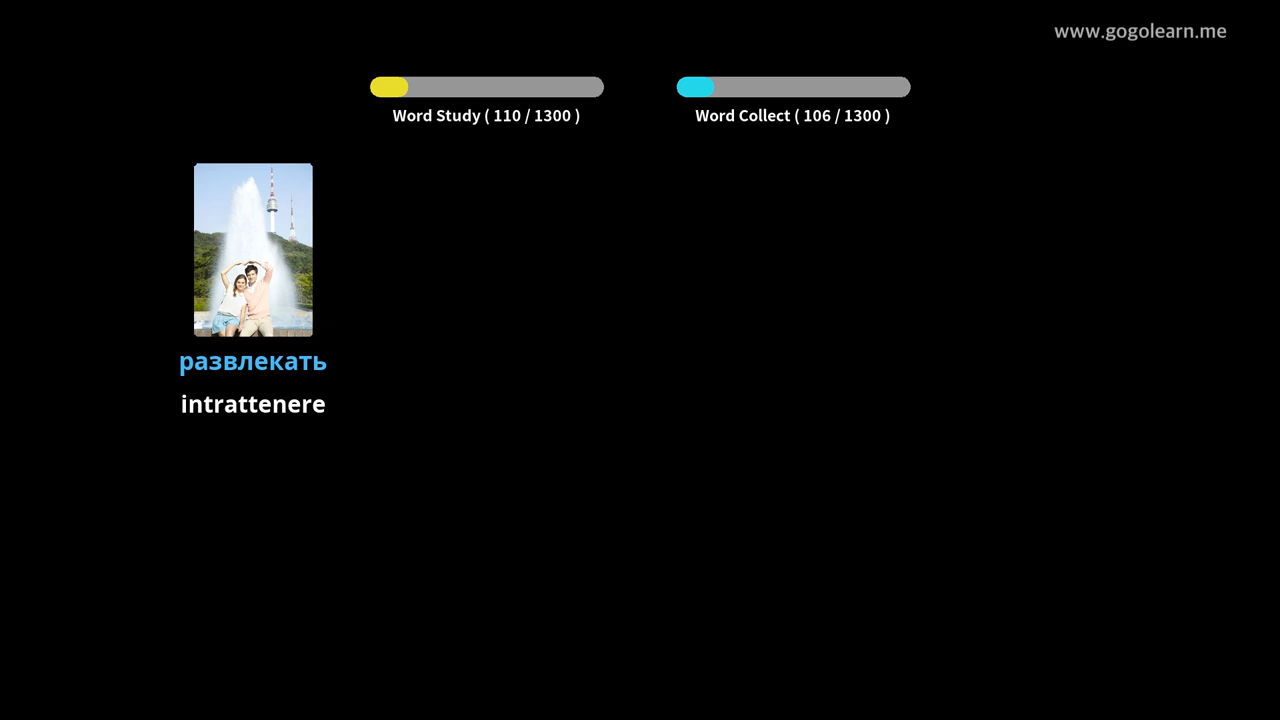 www.gogolearn.me
Word Study ( 110 / 1300 )
Word Collect ( 106 / 1300 )
развлекать
intrattenere